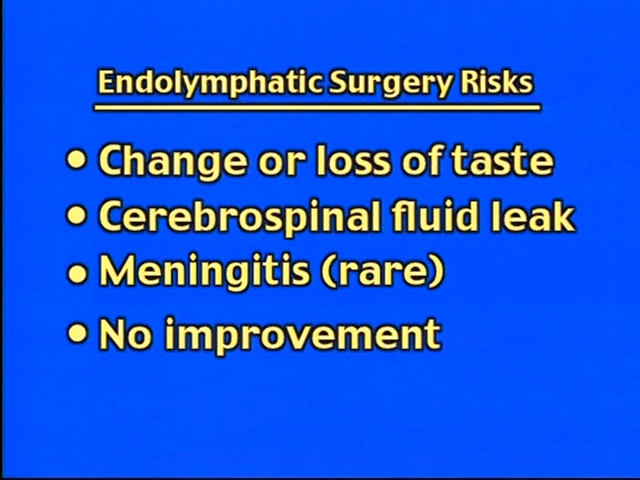 Endolymphatic Surgery Risks
• Change or loss of taste
• Cerebrospinal fluid leak
• Meningitis (rare)
• No improvement